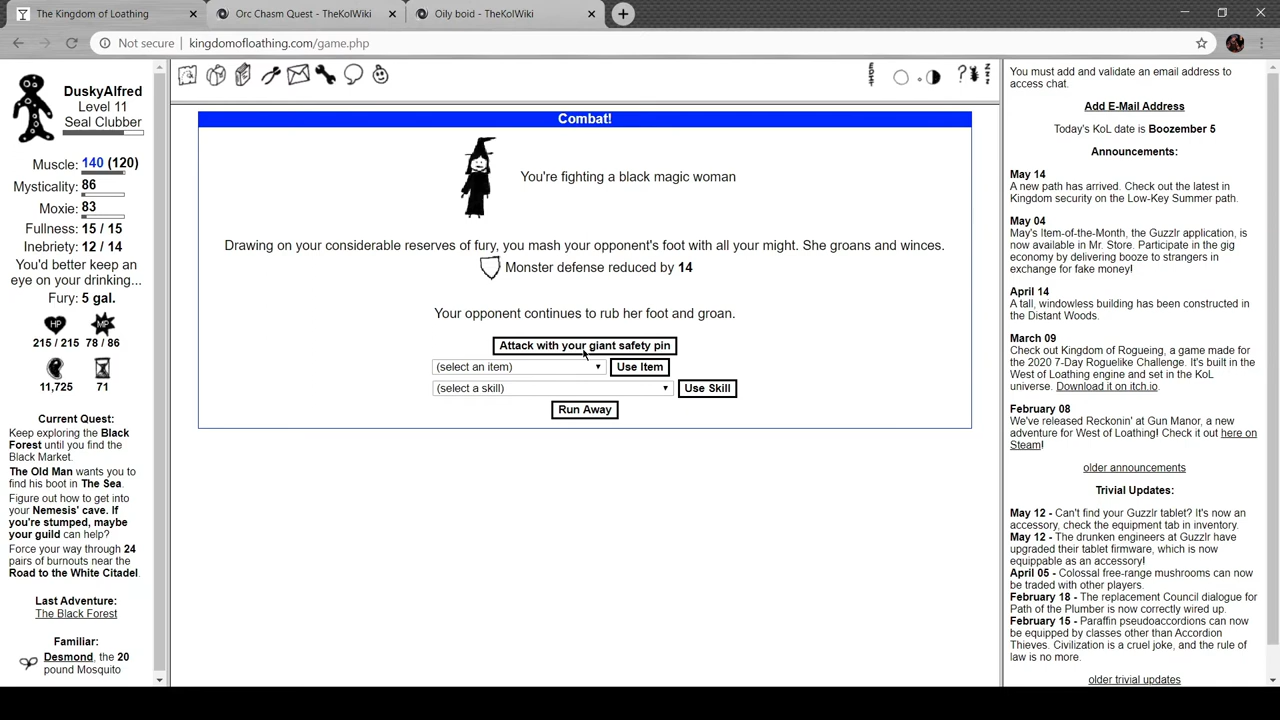 The Kingdom of Loathing
Orc Chasm Quest - TheKolWiki
Oily boid - TheKolWiki
Not secure | kingdomofloathing.com/game.php
DuskyAlfred
Level 11
Seal Clubber
Muscle: 140 (120)
Mysticality: 86
Moxie: 83
Fullness: 15 / 15
Inebriety: 12 / 14
You'd better keep an
eye on your drinking...
Fury: 5 gal.
HP MP
215 / 215 78 / 86
11,725 71
Current Quest:
Keep exploring the Black
Forest until you find the
Black Market.
The Old Man wants you to
find his boot in The Sea.
Figure out how to get into
your Nemesis' cave. If
you're stumped, maybe
your guild can help?
Force your way through 24
pairs of burnouts near the
Road to the White Citadel.
Last Adventure:
The Black Forest
Familiar:
Desmond, the 20
pound Mosquito
Combat!
You're fighting a black magic woman
Drawing on your considerable reserves of fury, you mash your opponent's foot with all your might. She groans and winces.
Monster defense reduced by 14
Your opponent continues to rub her foot and groan.
Attack with your giant safety pin
(select an item) Use Item
(select a skill) Use Skill
Run Away
You must add and validate an email address to
access chat.
Add E-Mail Address
Today's KoL date is Boozember 5
Announcements:
May 14
A new path has arrived. Check out the latest in
Kingdom security on the Low-Key Summer path.
May 04
May's Item-of-the-Month, the Guzzlr application, is
now available in Mr. Store. Participate in the gig
economy by delivering booze to strangers in
exchange for fake money!
April 14
A tall, windowless building has been constructed in
the Distant Woods.
March 09
Check out Kingdom of Rogueing, a game made for
the 2020 7-Day Roguelike Challenge. It's built in the
West of Loathing engine and set in the KoL
universe. Download it on itch.io.
February 08
We've released Reckonin' at Gun Manor, a new
adventure for West of Loathing! Check it out here on
Steam!
older announcements
Trivial Updates:
May 12 - Can't find your Guzzlr tablet? It's now an
accessory, check the equipment tab in inventory.
May 12 - The drunken engineers at Guzzlr have
upgraded their tablet firmware, which is now
equippable as an accessory!
April 05 - Colossal free-range mushrooms can now
be traded with other players.
February 18 - The replacement Council dialogue for
Path of the Plumber is now correctly wired up.
February 15 - Paraffin pseudoaccordions can now
be equipped by classes other than Accordion
Thieves. Civilization is a cruel joke, and the rule of
law is no more.
older trivial updates